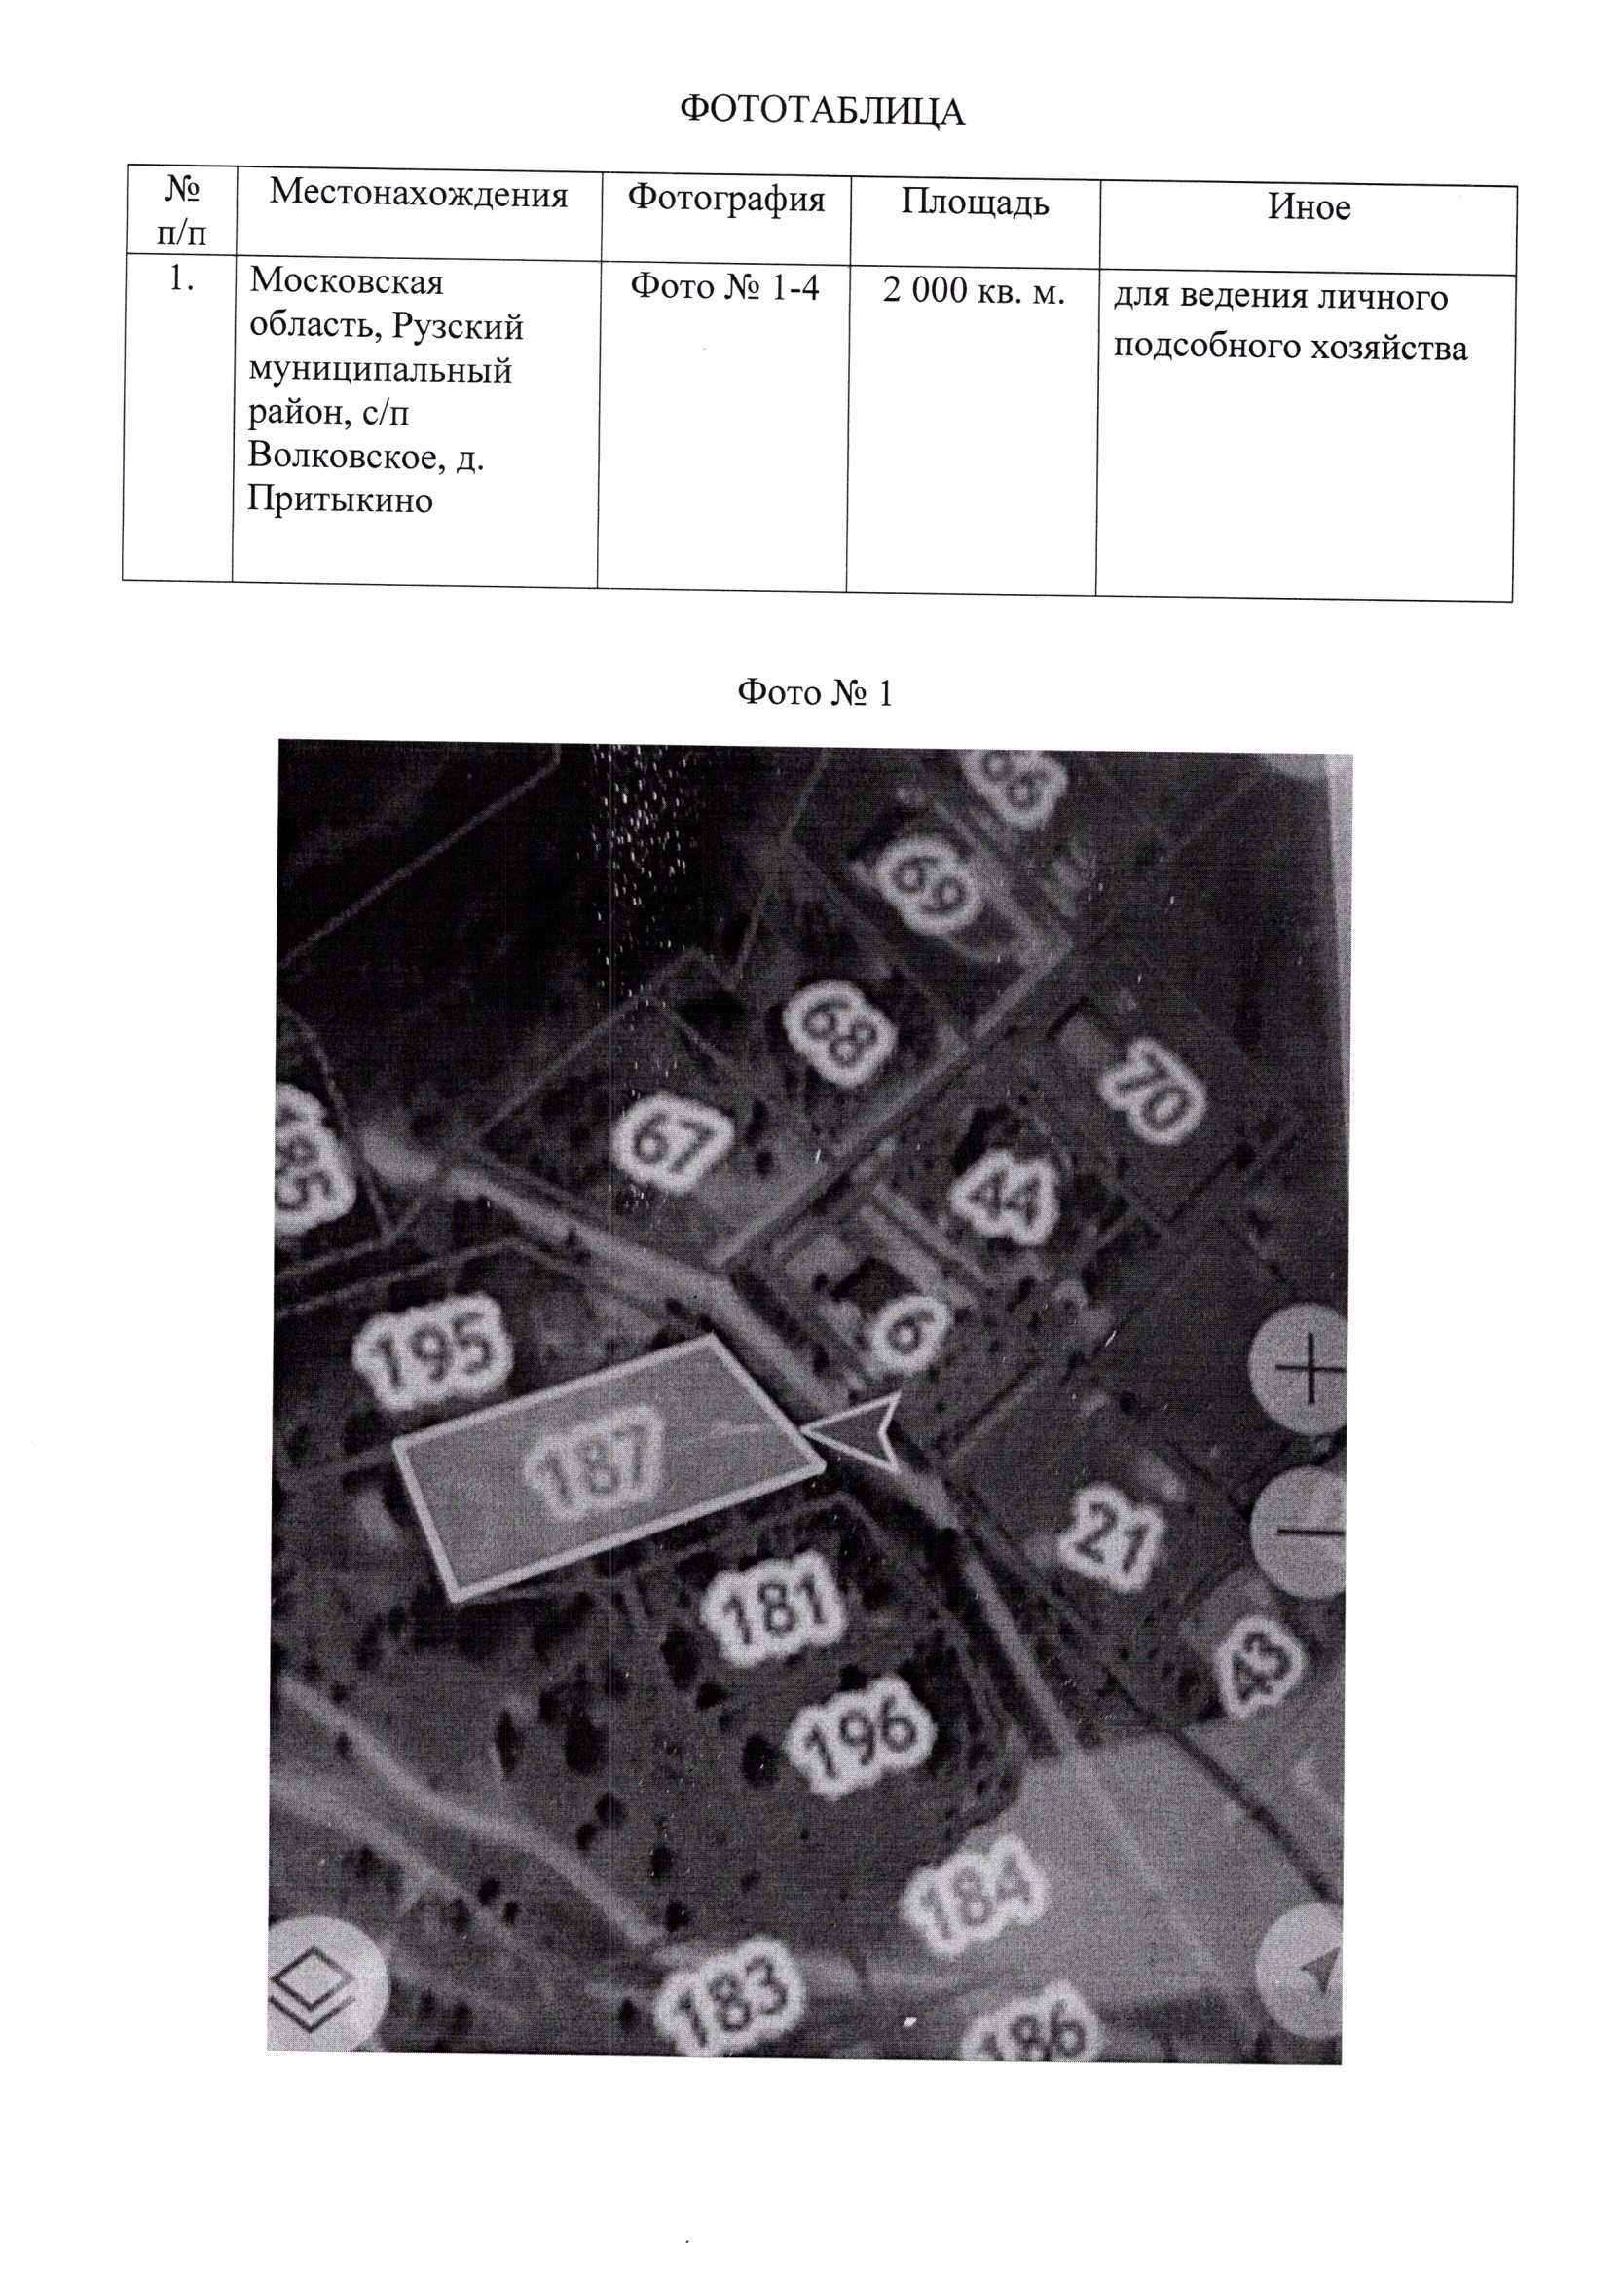 ФОТОТАБЛИЦА
№ п/п
Местонахождения
Фотография
Площадь
Иное
1.
Московская
область, Рузский
муниципальный
район, с/п
Волковское, д.
Притыкино
Фото № 1-4
2 000 кв. м.
для ведения личного
подсобного хозяйства
Фото № 1
69
68
70
67
44
6
195
187
21
181
43
196
184
183
186